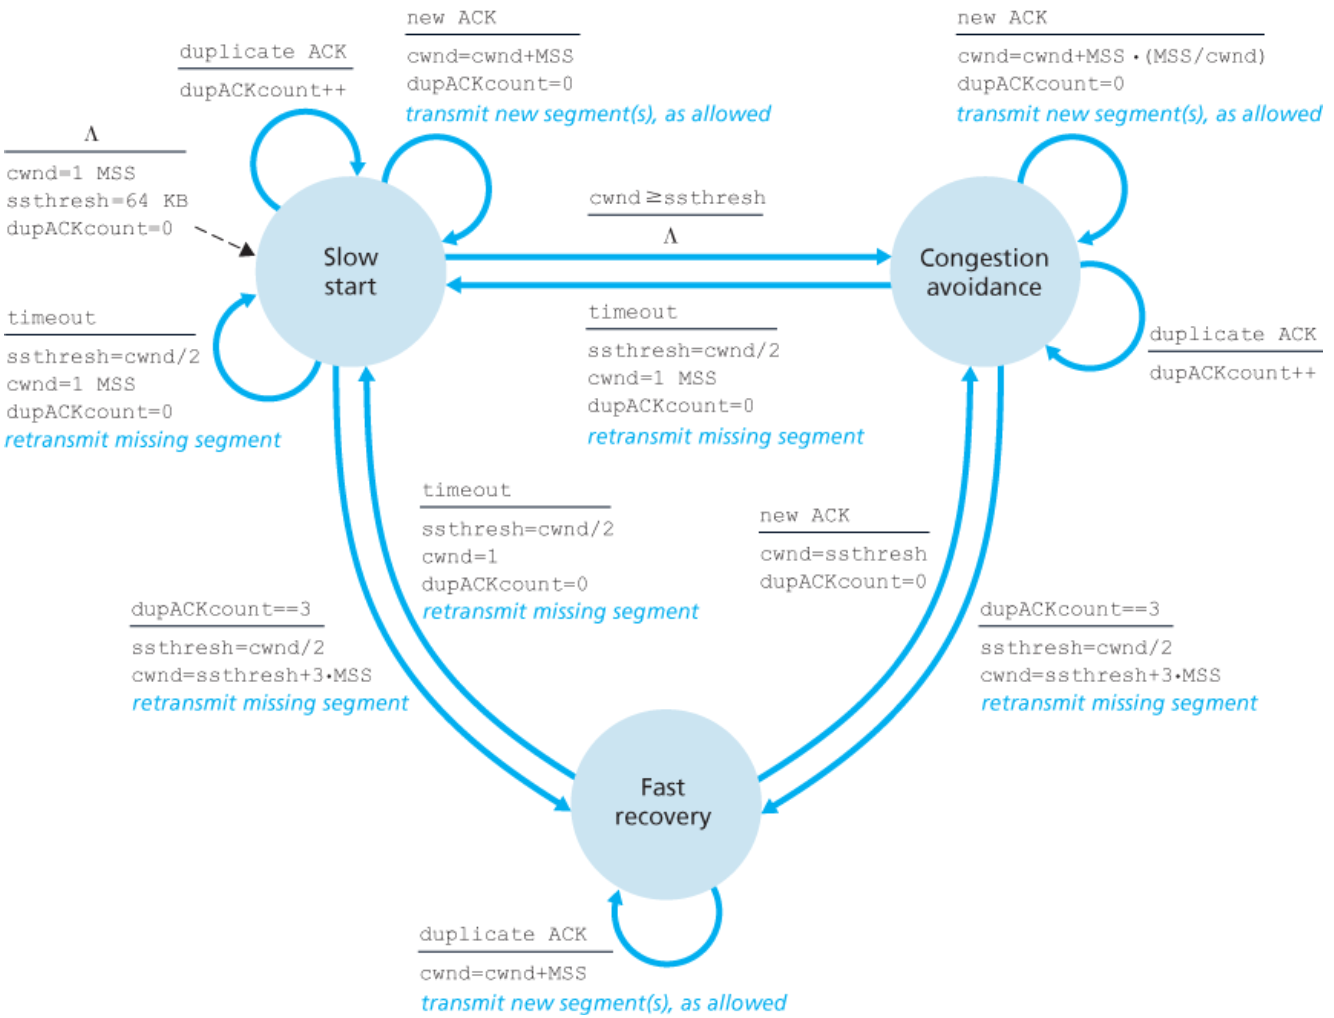 new ACK
cwnd=cwnd+MSS
dupACKcount=0
transmit new segment(s), as allowed
new ACK
cwnd=cwnd+MSS•(MSS/cwnd)
dupACKcount=0
transmit new segment(s), as allowed
duplicate ACK
dupACKcount++
Λ
cwnd=1 MSS
ssthresh=64 KB
dupACKcount=0
cwnd≥ssthresh
Λ
Slow
start
Congestion
avoidance
timeout
ssthresh=cwnd/2
cwnd=1 MSS
dupACKcount=0
retransmit missing segment
timeout
ssthresh=cwnd/2
cwnd=1 MSS
dupACKcount=0
retransmit missing segment
duplicate ACK
dupACKcount++
timeout
ssthresh=cwnd/2
cwnd=1
dupACKcount=0
retransmit missing segment
new ACK
cwnd=ssthresh
dupACKcount=0
dupACKcount==3
ssthresh=cwnd/2
cwnd=ssthresh+3•MSS
retransmit missing segment
dupACKcount==3
ssthresh=cwnd/2
cwnd=ssthresh+3•MSS
retransmit missing segment
Fast
recovery
duplicate ACK
cwnd=cwnd+MSS
transmit new segment(s), as allowed